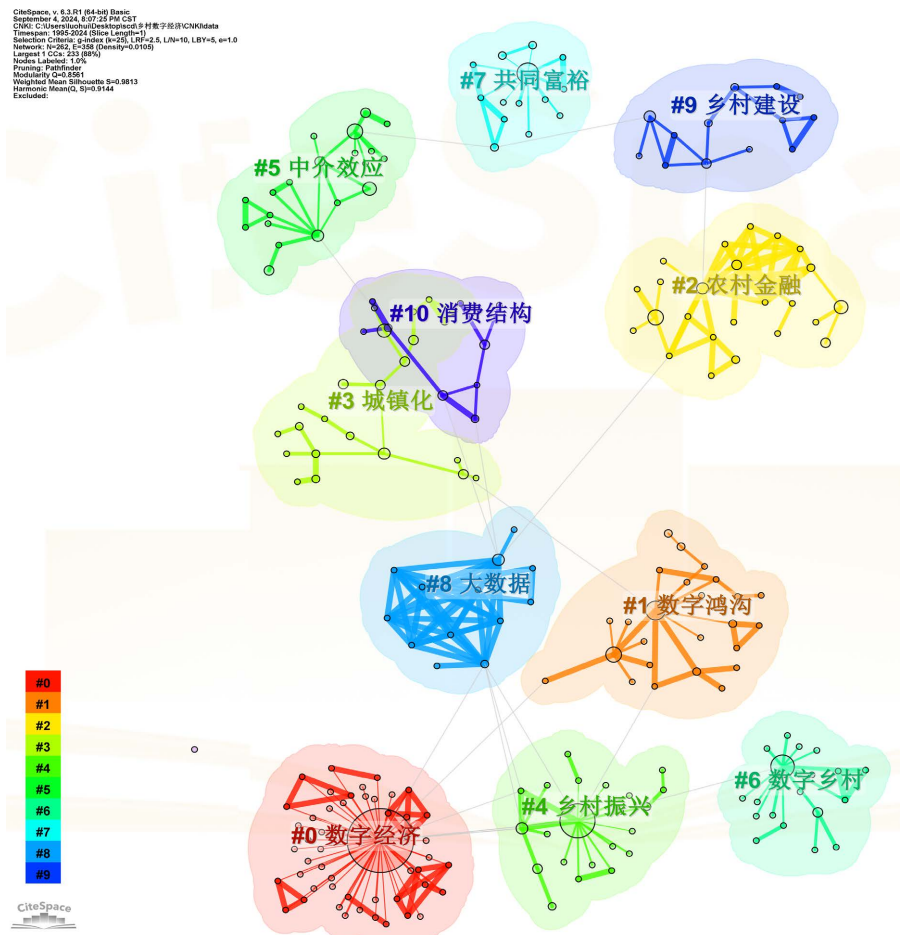 CiteSpace, v. 6.3.R1 (64-bit) Basic
September 4, 2024, 8:07:25 PM CST
CNKI: C:\Users\luohui\Desktop\scd\乡村数字经济\CNKI\data
Timespan: 1995-2024 (Slice Length=1)
Selection Criteria: g-index (k=25), LRF=2.5, L/N=10, LBY=5, e=1.0
Network: N=262, E=358 (Density=0.0105)
Largest 1 CCs: 233 (88%)
Nodes Labeled: 1.0%
Pruning: Pathfinder
Modularity Q=0.8561
Weighted Mean Silhouette S=0.9813
Harmonic Mean(Q, S)=0.9144
Excluded:
#7 共同富裕
#9 乡村建设
#5 中介效应
#2 农村金融
#10 消费结构
#3 城镇化
#8 大数据
#1 数字鸿沟
#6 数字乡村
#4 乡村振兴
#0 数字经济
#0
#1
#2
#3
#4
#5
#6
#7
#8
#9
CiteSpace